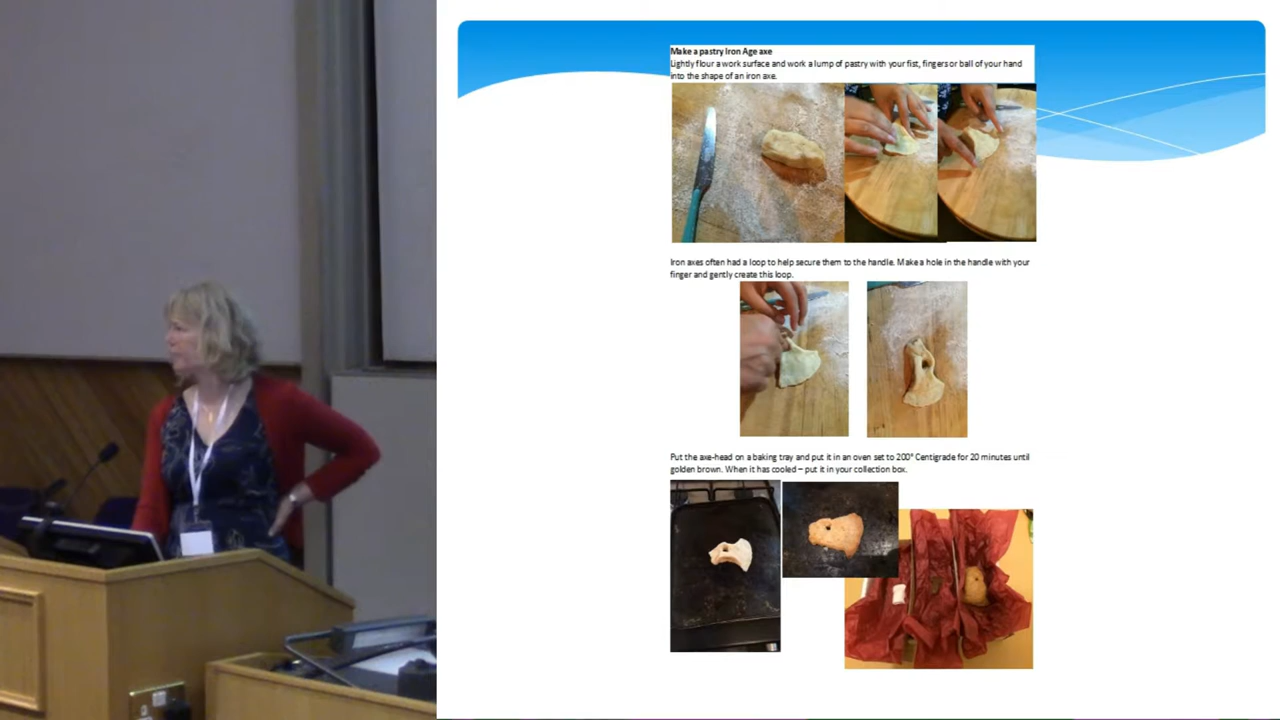 Make a pastry Iron Age axe
Lightly flour a work surface and work a lump of pastry with your fist, fingers or ball of your hand
into the shape of an iron axe.
Iron axes often had a loop to help secure them to the handle. Make a hole in the handle with your
finger and gently create this loop.
Put the axe-head on a baking tray and put it in an oven set to 200° Centigrade for 20 minutes until
golden brown. When it has cooled – put it in your collection box.